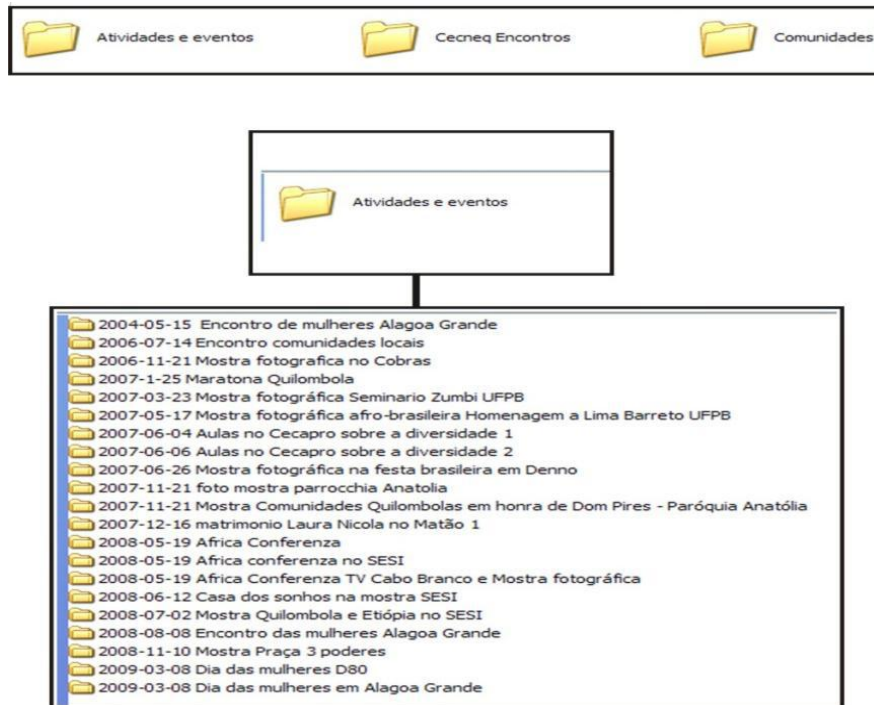 Atividades e eventos Cecneq Encontros Comunidades
Atividades e eventos
2004-05-15 Encontro de mulheres Alagoa Grande
2006-07-14 Encontro comunidades locais
2006-11-21 Mostra fotografica no Cobras
2007-1-25 Maratona Quilombola
2007-03-23 Mostra fotográfica Seminario Zumbi UFPB
2007-05-17 Mostra fotográfica afro-brasileira Homenagem a Lima Barreto UFPB
2007-06-04 Aulas no Cecapro sobre a diversidade 1
2007-06-06 Aulas no Cecapro sobre a diversidade 2
2007-06-26 Mostra fotográfica na festa brasileira em Denno
2007-11-21 foto mostra parrocchia Anatolia
2007-11-21 Mostra Comunidades Quilombolas em honra de Dom Pires - Paróquia Anatólia
2007-12-16 matrimonio Laura Nicola no Matão 1
2008-05-19 Africa Conferenza
2008-05-19 Africa conferenza no SESI
2008-05-19 Africa Conferenza TV Cabo Branco e Mostra fotográfica
2008-06-12 Casa dos sonhos na mostra SESI
2008-07-02 Mostra Quilombola e Etiópia no SESI
2008-08-08 Encontro das mulheres Alagoa Grande
2008-11-10 Mostra Praça 3 poderes
2009-03-08 Dia das mulheres D80
2009-03-08 Dia das mulheres em Alagoa Grande